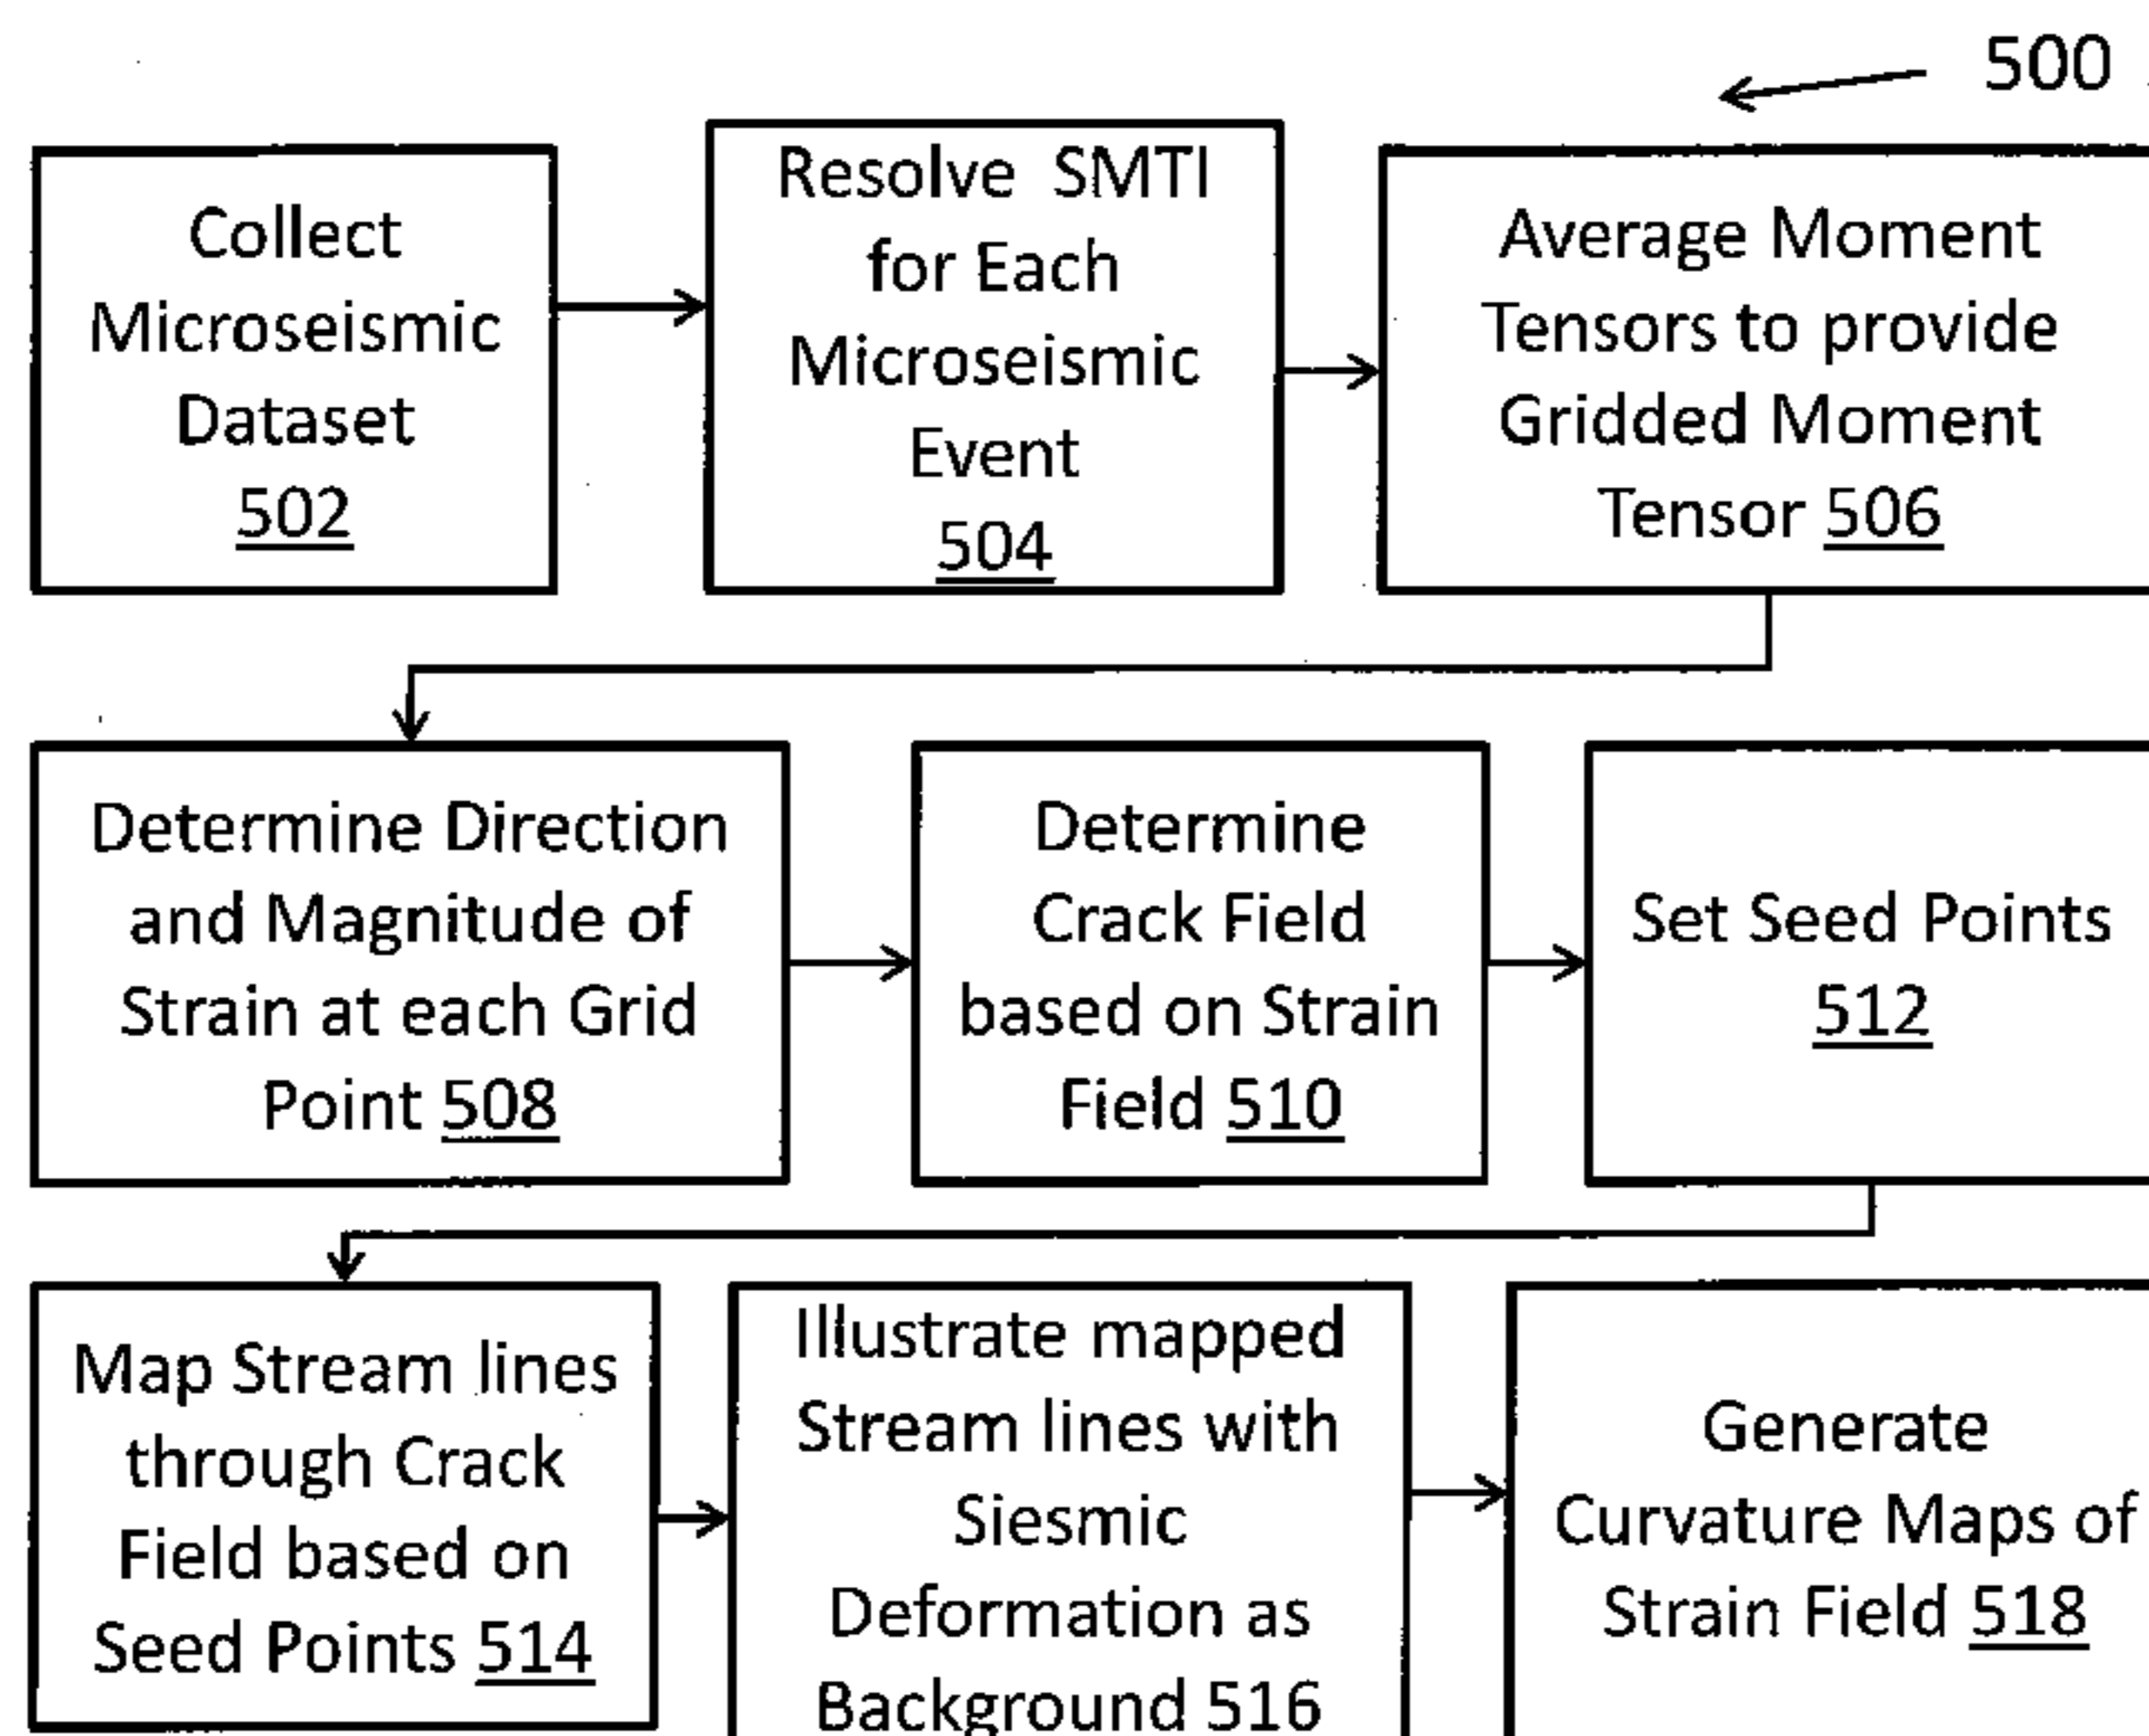 500
Collect
Microseismic
Dataset
502
Resolve SMTI
for Each
Microseismic
Event
504
Average Moment
Tensors to provide
Gridded Moment
Tensor 506
Determine Direction
and Magnitude of
Strain at each Grid
Point 508
Determine
Crack Field
based on Strain
Field 510
Set Seed Points
512
Map Stream lines
through Crack
Field based on
Seed Points 514
Illustrate mapped
Stream lines with
Siesmic
Deformation as
Background 516
Generate
Curvature Maps of
Strain Field 518